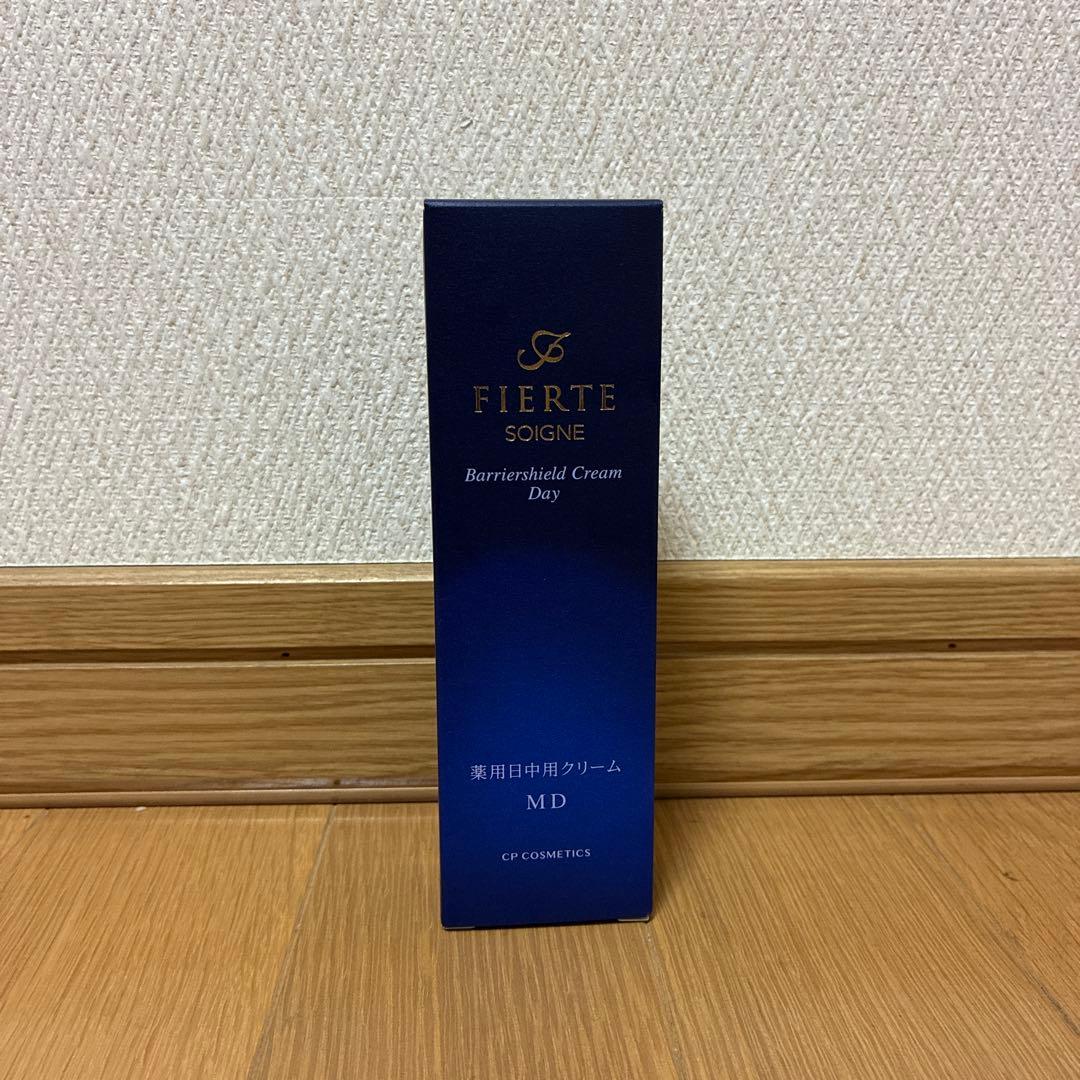 FIERTE
SOIGNE
Barriershield Cream
Day
薬用日中用クリーム
MD
CP COSMETICS